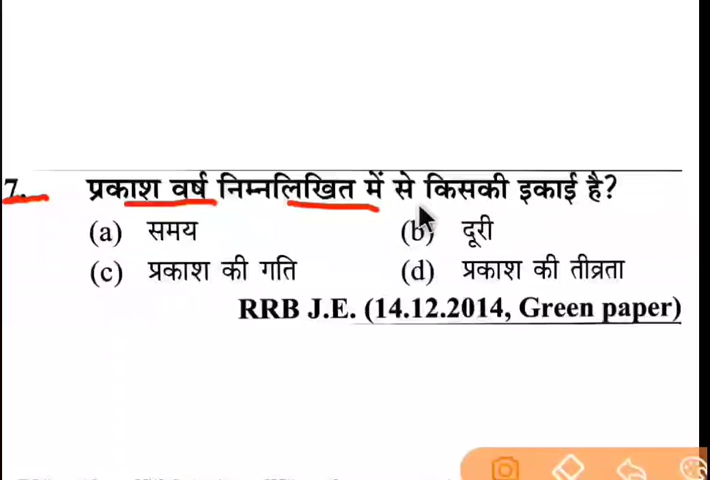 7. प्रकाश वर्ष निम्नलिखित में से किसकी इकाई है?
(a) समय (b) दूरी
(c) प्रकाश की गति (d) प्रकाश की तीव्रता
RRB J.E. (14.12.2014, Green paper)